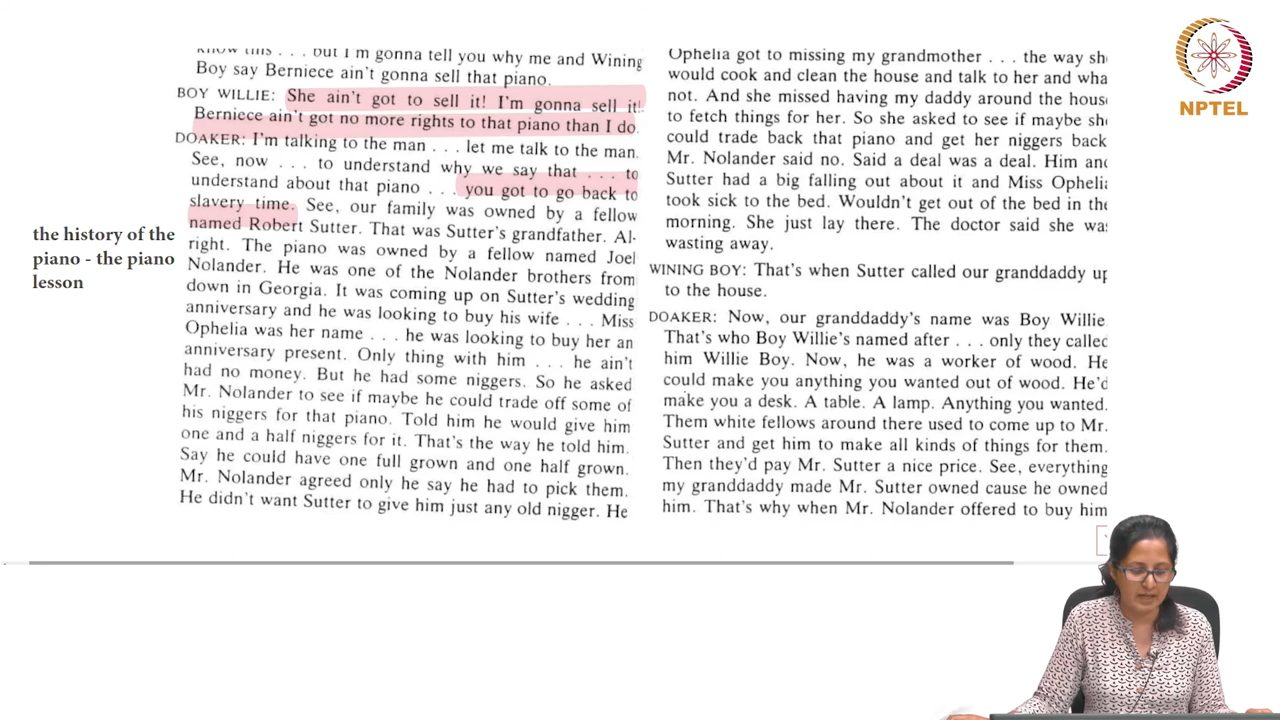 know this . . . but I'm gonna tell you why me and Wining
Boy say Berniece ain't gonna sell that piano.
BOY WILLIE: She ain't got to sell it! I'm gonna sell it!
Berniece ain't got no more rights to that piano than I do.
DOAKER: I'm talking to the man . . . let me talk to the man.
See, now . . . to understand why we say that . . . to
understand about that piano . . . you got to go back to
slavery time. See, our family was owned by a fellow
named Robert Sutter. That was Sutter's grandfather. Al-
right. The piano was owned by a fellow named Joel
Nolander. He was one of the Nolander brothers from
down in Georgia. It was coming up on Sutter's wedding
anniversary and he was looking to buy his wife . . . Miss
Ophelia was her name . . . he was looking to buy her an
anniversary present. Only thing with him . . . he ain't
had no money. But he had some niggers. So he asked
Mr. Nolander to see if maybe he could trade off some of
his niggers for that piano. Told him he would give him
one and a half niggers for it. That's the way he told him.
Say he could have one full grown and one half grown.
Mr. Nolander agreed only he say he had to pick them.
He didn't want Sutter to give him just any old nigger. He
the history of the
piano - the piano
lesson
Ophelia got to missing my grandmother . . . the way sh
would cook and clean the house and talk to her and wha
not. And she missed having my daddy around the hous
to fetch things for her. So she asked to see if maybe sh
could trade back that piano and get her niggers back
Mr. Nolander said no. Said a deal was a deal. Him and
Sutter had a big falling out about it and Miss Opheli
took sick to the bed. Wouldn't get out of the bed in the
morning. She just lay there. The doctor said she wa
wasting away.
WINING BOY: That's when Sutter called our granddaddy up
to the house.
DOAKER: Now, our granddaddy's name was Boy Willie
That's who Boy Willie's named after . . . only they called
him Willie Boy. Now, he was a worker of wood. He
could make you anything you wanted out of wood. He'd
make you a desk. A table. A lamp. Anything you wanted.
Them white fellows around there used to come up to Mr.
Sutter and get him to make all kinds of things for them.
Then they'd pay Mr. Sutter a nice price. See, everything
my granddaddy made Mr. Sutter owned cause he owned
him. That's why when Mr. Nolander offered to buy him
NPTEL